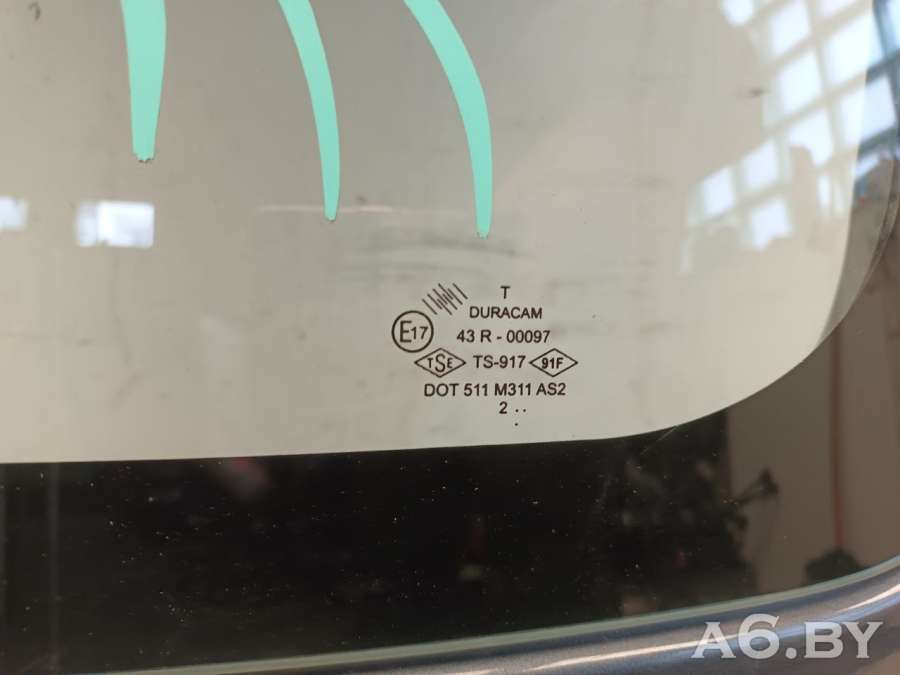 T
DURACAM
E17 43 R - 00097
TSE TS-917 91F
DOT 511 M311 AS2
2 ..
.
A6.BY